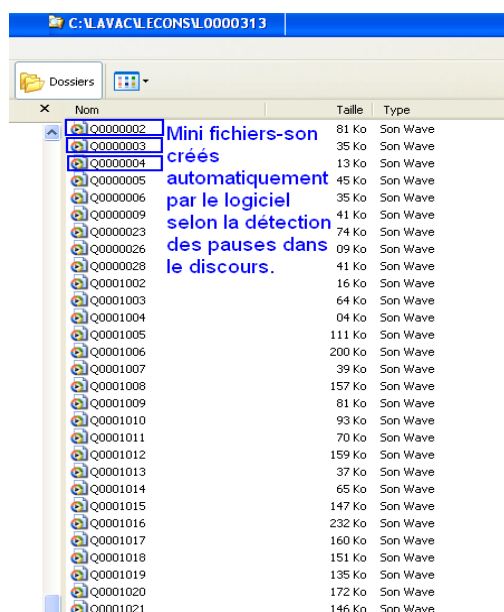 C:\LAVAC\LECONS\L0000313
Dossiers
× Nom Taille Type
Q0000002 81 Ko Son Wave
Q0000003 35 Ko Son Wave
Q0000004 13 Ko Son Wave
Q0000005 45 Ko Son Wave
Q0000006 35 Ko Son Wave
Q0000009 41 Ko Son Wave
Q0000023 74 Ko Son Wave
Q0000026 09 Ko Son Wave
Q0000028 41 Ko Son Wave
Q0001002 16 Ko Son Wave
Q0001003 64 Ko Son Wave
Q0001004 04 Ko Son Wave
Q0001005 111 Ko Son Wave
Q0001006 200 Ko Son Wave
Q0001007 39 Ko Son Wave
Q0001008 157 Ko Son Wave
Q0001009 81 Ko Son Wave
Q0001010 93 Ko Son Wave
Q0001011 70 Ko Son Wave
Q0001012 159 Ko Son Wave
Q0001013 37 Ko Son Wave
Q0001014 65 Ko Son Wave
Q0001015 147 Ko Son Wave
Q0001016 232 Ko Son Wave
Q0001017 160 Ko Son Wave
Q0001018 151 Ko Son Wave
Q0001019 135 Ko Son Wave
Q0001020 172 Ko Son Wave
Q0001021 146 Ko Son Wave
Mini fichiers-son
créés
automatiquement
par le logiciel
selon la détection
des pauses dans
le discours.